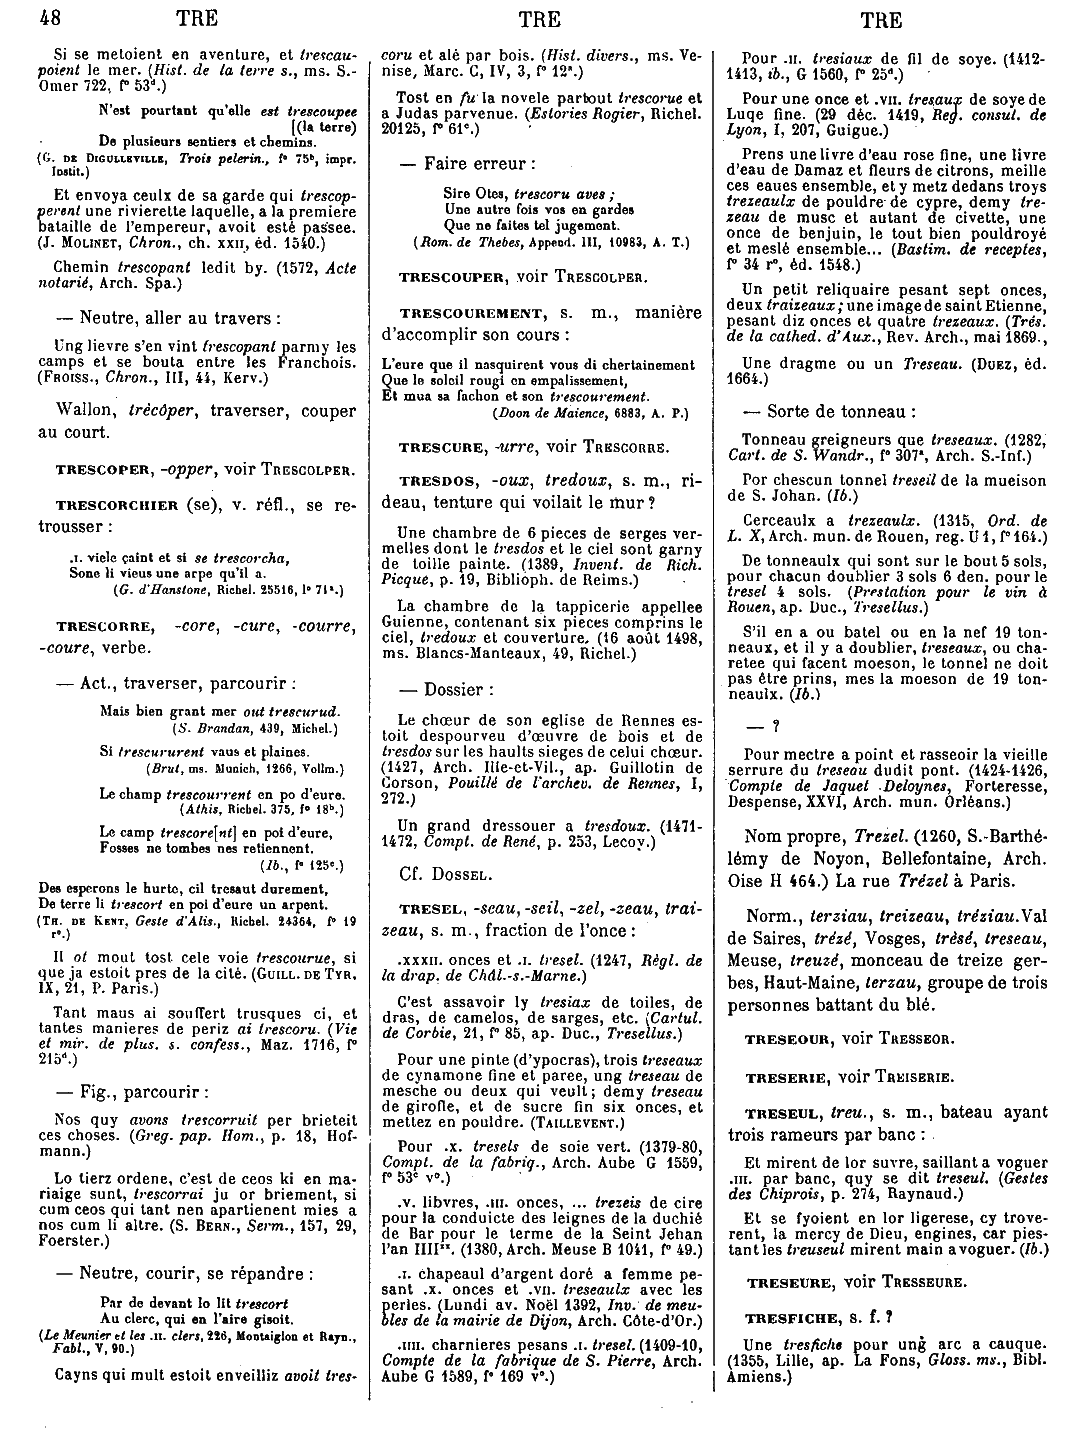 48 TRE TRE TRE
Si se metoient en aventure, et trescau-
poient le mer. (Hist. de la terre s., ms. S.-
Omer 722, f° 53ᵈ.)
N'est pourtant qu'elle est trescoupee
[(la terre)
De plusieurs sentiers et chemins.
(G. DE DIGULLEVILLE, Trois pelerin., f° 75ᵇ, impr.
Instit.)
Et envoya ceulx de sa garde qui trescop-
perent une rivierette laquelle, a la premiere
bataille de l'empereur, avoit esté passee.
(J. MOLINET, Chron., ch. XXII, éd. 1540.)
Chemin trescopant ledit by. (1572, Acte
notarié, Arch. Spa.)
— Neutre, aller au travers :
Ung lievre s'en vint trescopant parmy les
camps et se bouta entre les Franchois.
(FROISS., Chron., III, 44, Kerv.)
Wallon, trècôper, traverser, couper
au court.
TRESCOPER, -opper, voir TRESCOLPER.
TRESCORCHIER (se), v. réfl., se re-
trousser :
.I. viele çaint et si se trescorcha,
Sone li vieus une arpe qu'il a.
(G. d'Hanstone, Richel. 25516, f° 71ᵃ.)
TRESCORRE, -core, -cure, -courre,
-coure, verbe.
— Act., traverser, parcourir :
Mais bien grant mer out trescurud.
(S. Brandan, 439, Michel.)
Si trescururent vaus et plaines.
(Brut, ms. Munich, 1266, Vollm.)
Le champ trescourrent en po d'eure.
(Athis, Richel. 375, f° 18ᵇ.)
Le camp trescore[nt] en poi d'eure,
Fosses ne tombes nes retiennent.
(Ib., f° 125ᶜ.)
Des esperons le hurte, cil tresaut durement,
De terre li trescort en poi d'eure un arpent.
(TH. DE KENT, Geste d'Alis., Richel. 24364, f° 19
r°.)
Il ot mout tost cele voie trescourue, si
que ja estoit pres de la cité. (GUILL. DE TYR,
IX, 21, P. Paris.)
Tant maus ai souffert trusques ci, et
tantes manieres de periz ai trescoru. (Vie
et mir. de plus. s. confess., Maz. 1716, f°
215ᵈ.)
— Fig., parcourir :
Nos quy avons trescorruit per brieteit
ces choses. (Greg. pap. Hom., p. 18, Hof-
mann.)
Lo tierz ordene, c'est de ceos ki en ma-
riaige sunt, trescorrai ju or briement, si
cum ceos qui tant nen apartienent mies a
nos cum li altre. (S. BERN., Serm., 157, 29,
Foerster.)
— Neutre, courir, se répandre :
Par de devant lo lit trescort
Au clerc, qui en l'aire gisoit.
(Le Meunier et les .II. clers, 226, Montaiglon et Rayn.,
Fabl., V, 90.)
Cayns qui mult estoit enveilliz avoit tres-
coru et alé par bois. (Hist. divers., ms. Ve-
nise, Marc. C, IV, 3, f° 12ᵃ.)
Tost en fu la novele partout trescorue et
a Judas parvenue. (Estories Rogier, Richel.
20125, f° 61ᶜ.)
— Faire erreur :
Sire Otes, trescoru aves ;
Une autre fois vos en gardes
Que ne faites tel jugement.
(Rom. de Thebes, Append. III, 10983, A. T.)
TRESCOUPER, voir TRESCOLPER.
TRESCOUREMENT, s. m., manière
d'accomplir son cours :
L'eure que il nasquirent vous di chertainement
Que le soleil rougi en empalissement,
Et mua sa fachon et son trescourement.
(Doon de Maience, 6883, A. P.)
TRESCURE, -urre, voir TRESCORRE.
TRESDOS, -oux, tredoux, s. m., ri-
deau, tenture qui voilait le mur ?
Une chambre de 6 pieces de serges ver-
melles dont le tresdos et le ciel sont garny
de toille painte. (1389, Invent. de Rich.
Picque, p. 19, Biblioph. de Reims.)
La chambre de la tappicerie appellee
Guienne, contenant six pieces comprins le
ciel, tredoux et couverture. (16 août 1498,
ms. Blancs-Manteaux, 49, Richel.)
— Dossier :
Le chœur de son eglise de Rennes es-
toit despourveu d'œuvre de bois et de
tresdos sur les haults sieges de celui chœur.
(1427, Arch. Ille-et-Vil., ap. Guillotin de
Corson, Pouillé de l'archev. de Rennes, I,
272.)
Un grand dressouer a tresdoux. (1471-
1472, Compt. de René, p. 253, Lecoy.)
Cf. DOSSEL.
TRESEL, -seau, -seil, -zel, -zeau, trai-
zeau, s. m., fraction de l'once :
.XXXII. onces et .I. tresel. (1247, Règl. de
la drap. de Châl.-s.-Marne.)
C'est assavoir ly tresiax de toiles, de
dras, de camelos, de sarges, etc. (Cartul.
de Corbie, 21, f° 85, ap. Duc., Tresellus.)
Pour une pinte (d'ypocras), trois treseaux
de cynamone fine et paree, ung treseau de
mesche ou deux qui veult ; demy treseau
de girofle, et de sucre fin six onces, et
mettez en pouldre. (TAILLEVENT.)
Pour .X. tresels de soie vert. (1379-80,
Compt. de la fabriq., Arch. Aube G 1559,
f° 53ᶜ v°.)
.V. libvres, .III. onces, ... trezeis de cire
pour la conduicte des leignes de la duchié
de Bar pour le terme de la Seint Jehan
l'an IIIIˣˣ. (1380, Arch. Meuse B 1041, f° 49.)
.I. chapeaul d'argent doré a femme pe-
sant .X. onces et .VII. treseaulx avec les
perles. (Lundi av. Noël 1392, Inv. de meu-
bles de la mairie de Dijon, Arch. Côte-d'Or.)
.IIII. charnieres pesans .I. tresel. (1409-10,
Compte de la fabrique de S. Pierre, Arch.
Aube G 1589, f° 169 v°.)
Pour .II. tresiaux de fil de soye. (1412-
1413, ib., G 1560, f° 25ᵈ.)
Pour une once et .VII. tresaux de soye de
Luqe fine. (29 déc. 1419, Reg. consul. de
Lyon, I, 207, Guigue.)
Prens une livre d'eau rose fine, une livre
d'eau de Damaz et fleurs de citrons, meille
ces eaues ensemble, et y metz dedans troys
trezeaulx de pouldre de cypre, demy tre-
zeau de musc et autant de civette, une
once de benjuin, le tout bien pouldroyé
et meslé ensemble... (Bastim. de receptes,
f° 34 r°, éd. 1548.)
Un petit reliquaire pesant sept onces,
deux traizeaux ; une image de saint Etienne,
pesant diz onces et quatre trezeaux. (Trés.
de la cathed. d'Aux., Rev. Arch., mai 1869.,
Une dragme ou un Treseau. (DUEZ, éd.
1664.)
— Sorte de tonneau :
Tonneau greigneurs que treseaux. (1282,
Cart. de S. Wandr., f° 307ᵃ, Arch. S.-Inf.)
Por chescun tonnel treseil de la mueison
de S. Johan. (Ib.)
Cerceaulx a trezeaulx. (1315, Ord. de
L. X, Arch. mun. de Rouen, reg. U 1, f° 164.)
De tonneaulx qui sont sur le bout 5 sols,
pour chacun doublier 3 sols 6 den. pour le
tresel 4 sols. (Prestation pour le vin à
Rouen, ap. Duc., Tresellus.)
S'il en a ou batel ou en la nef 19 ton-
neaux, et il y a doublier, treseaux, ou cha-
retee qui facent moeson, le tonnel ne doit
pas être prins, mes la moeson de 19 ton-
neaulx. (Ib.)
— ?
Pour mectre a point et rasseoir la vieille
serrure du treseau dudit pont. (1424-1426,
Compte de Jaquet Deloynes, Forteresse,
Despense, XXVI, Arch. mun. Orléans.)
Nom propre, Trezel. (1260, S.-Barthé-
lémy de Noyon, Bellefontaine, Arch.
Oise H 464.) La rue Trézel à Paris.
Norm., terziau, treizeau, tréziau. Val
de Saires, trézé, Vosges, trèsé, treseau,
Meuse, treuzé, monceau de treize ger-
bes, Haut-Maine, terzau, groupe de trois
personnes battant du blé.
TRESEOUR, voir TRESSEOR.
TRESERIE, voir TREISERIE.
TRESEUL, treu., s. m., bateau ayant
trois rameurs par banc :
Et mirent de lor suvre, saillant a voguer
.III. par banc, quy se dit treseul. (Gestes
des Chiprois, p. 274, Raynaud.)
Et se fyoient en lor ligerese, cy trove-
rent, la mercy de Dieu, engines, car pies-
tant les treuseul mirent main a voguer. (Ib.)
TRESEURE, voir TRESSEURE.
TRESFICHE, s. f. ?
Une tresfiche pour ung arc a cauque.
(1355, Lille, ap. La Fons, Gloss. ms., Bibl.
Amiens.)